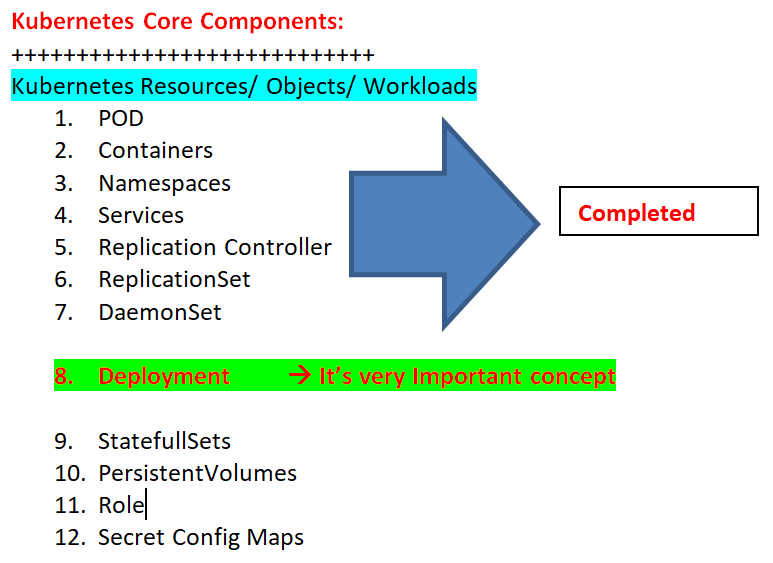 Kubernetes Core Components:
++++++++++++++++++++++++++++
Kubernetes Resources/ Objects/ Workloads
1. POD
2. Containers
3. Namespaces
4. Services
Completed
5. Replication Controller
6. ReplicationSet
7. DaemonSet
8. Deployment → It's very Important concept
9. StatefullSets
10. PersistentVolumes
11. Role
12. Secret Config Maps